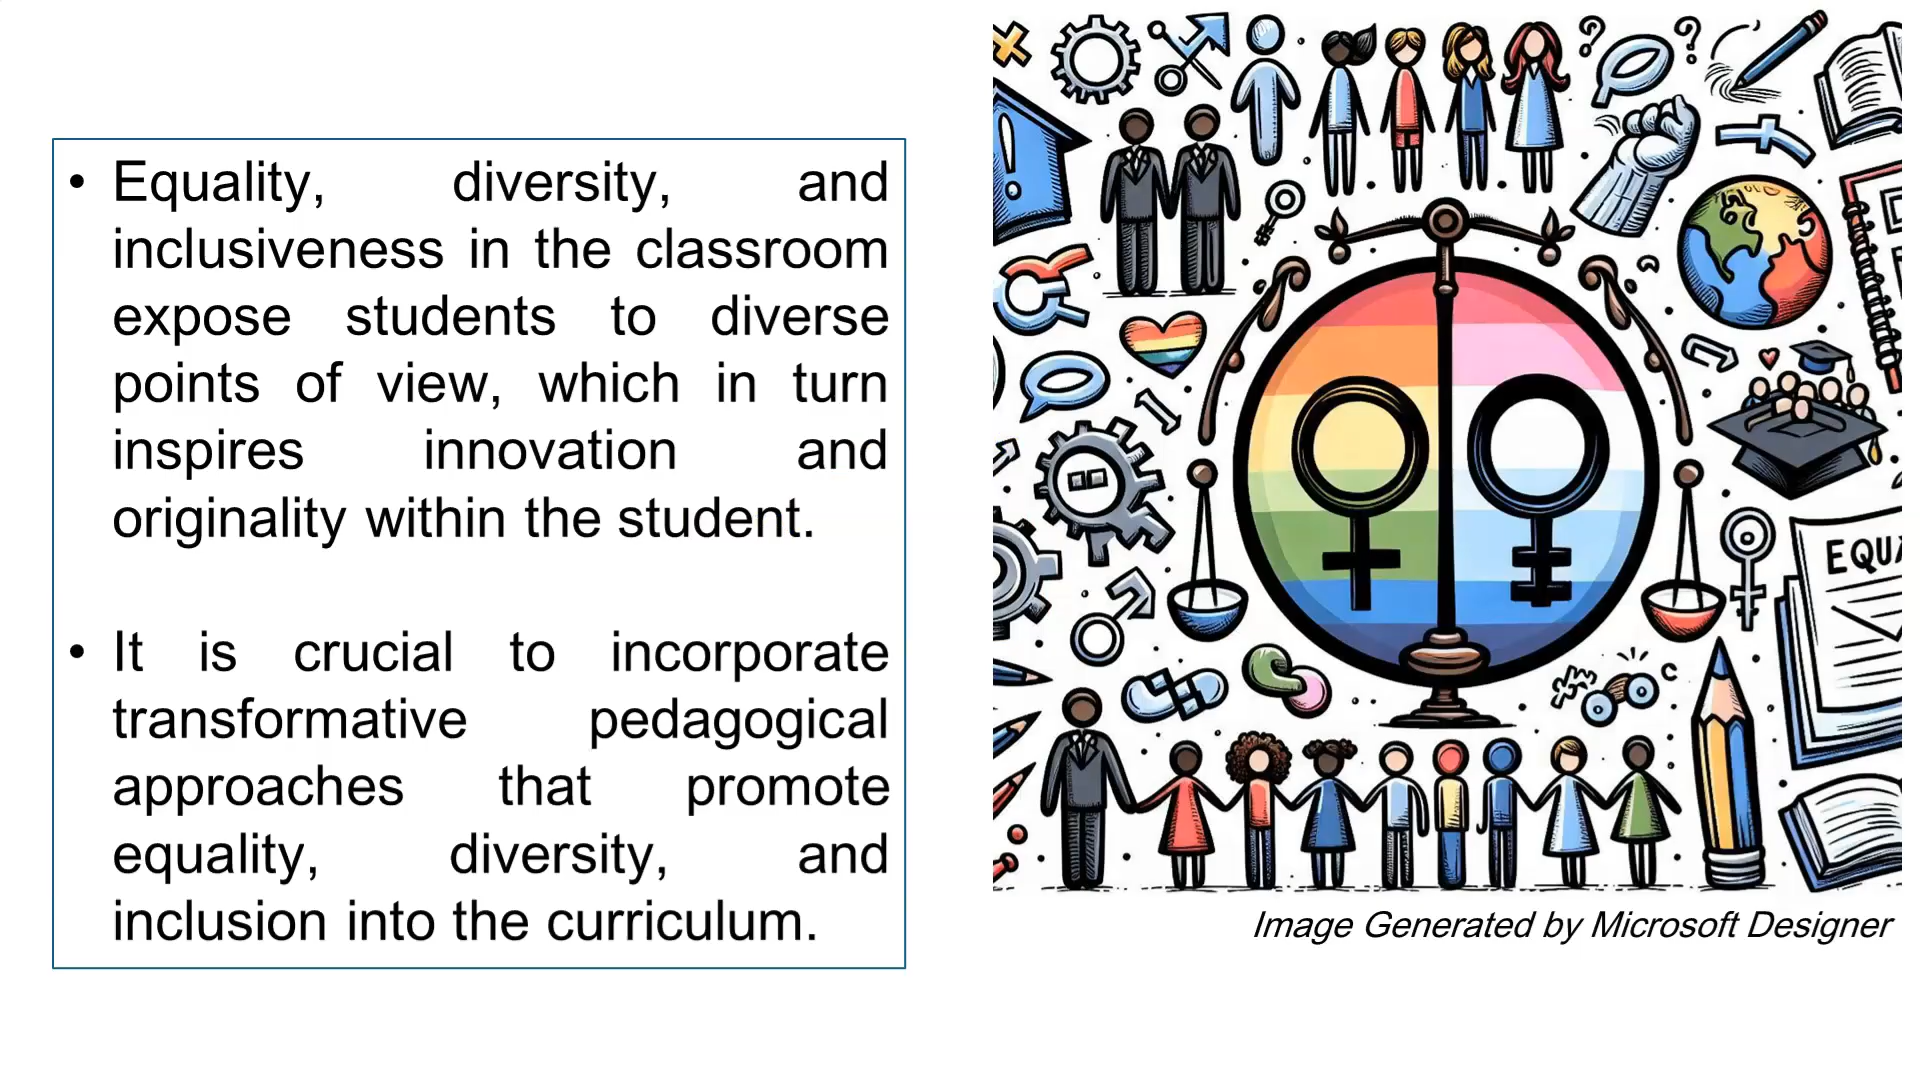 • Equality, diversity, and
inclusiveness in the classroom
expose students to diverse
points of view, which in turn
inspires innovation and
originality within the student.
• It is crucial to incorporate
transformative pedagogical
approaches that promote
equality, diversity, and
inclusion into the curriculum.
EQU
Image Generated by Microsoft Designer